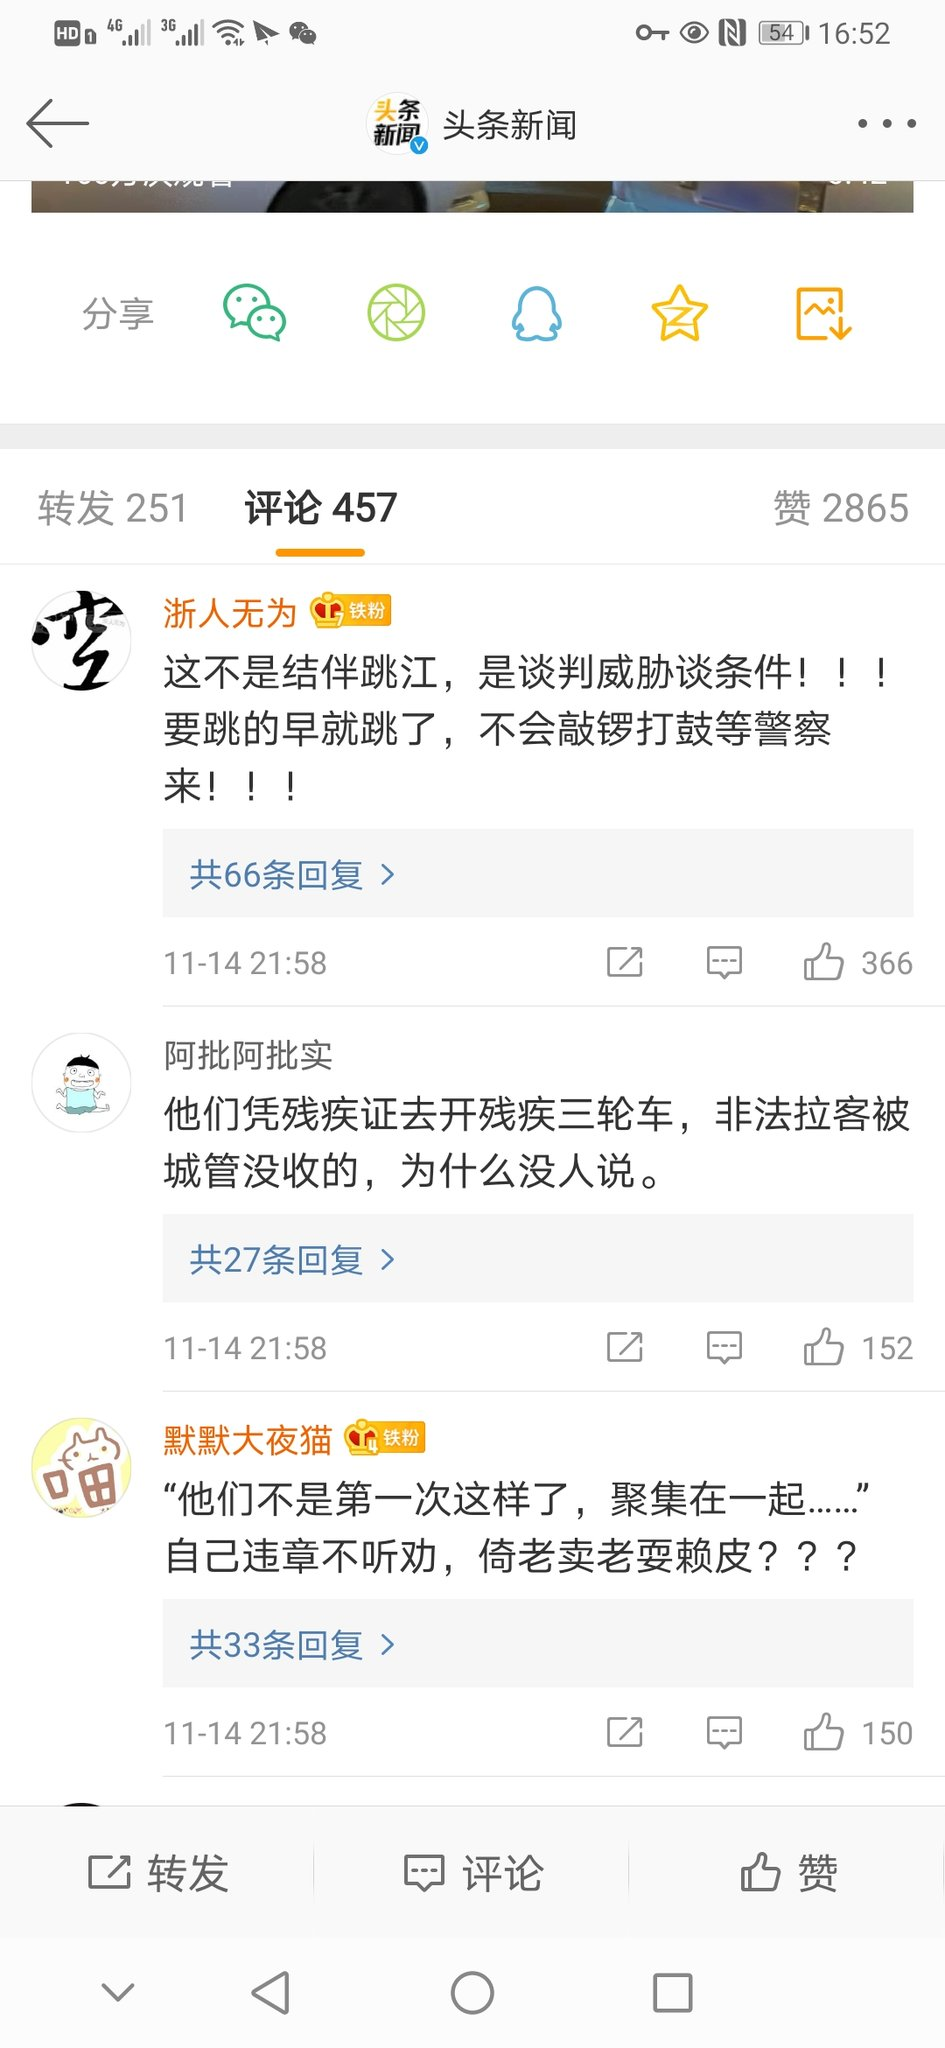 HD 1 4G 3G 54 16:52
头条新闻 头条新闻
分享
转发 251 评论 457 赞 2865
浙人无为 7 铁粉
这不是结伴跳江，是谈判威胁谈条件！！！
要跳的早就跳了，不会敲锣打鼓等警察
来！！！
共66条回复
11-14 21:58 366
阿批阿批实
他们凭残疾证去开残疾三轮车，非法拉客被
城管没收的，为什么没人说。
共27条回复
11-14 21:58 152
默默大夜猫 4 铁粉
“他们不是第一次这样了，聚集在一起……”
自己违章不听劝，倚老卖老耍赖皮？？？
共33条回复
11-14 21:58 150
转发 评论 赞